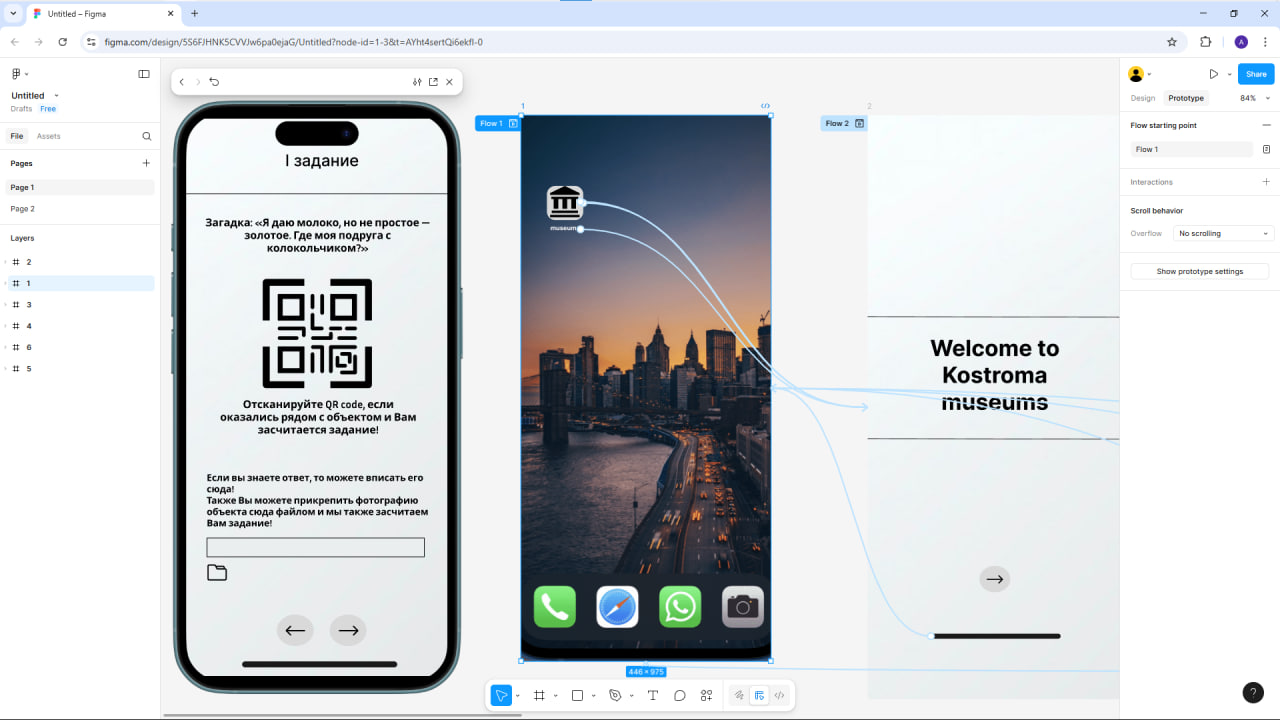 Untitled – Figma
figma.com/design/5S6FJHNK5CVVJw6pa0ejaG/Untitled?node-id=1-3&t=AYht4sertQi6ekfI-0
A
Untitled
Drafts
Free
File
Assets
Pages
Page 1
Page 2
Layers
2
1
3
4
6
5
I задание
Загадка: «Я даю молоко, но не простое —
золотое. Где моя подруга с
колокольчиком?»
Отсканируйте QR code, если
оказались рядом с объектом и Вам
засчитается задание!
Если вы знаете ответ, то можете вписать его
сюда!
Также Вы можете прикрепить фотографию
объекта сюда файлом и мы также засчитаем
Вам задание!
1
Flow 1
museum
446 × 975
2
Flow 2
Welcome to
Kostroma
museums
Share
Design
Prototype
84%
Flow starting point
Flow 1
Interactions
Scroll behavior
Overflow
No scrolling
Show prototype settings
?